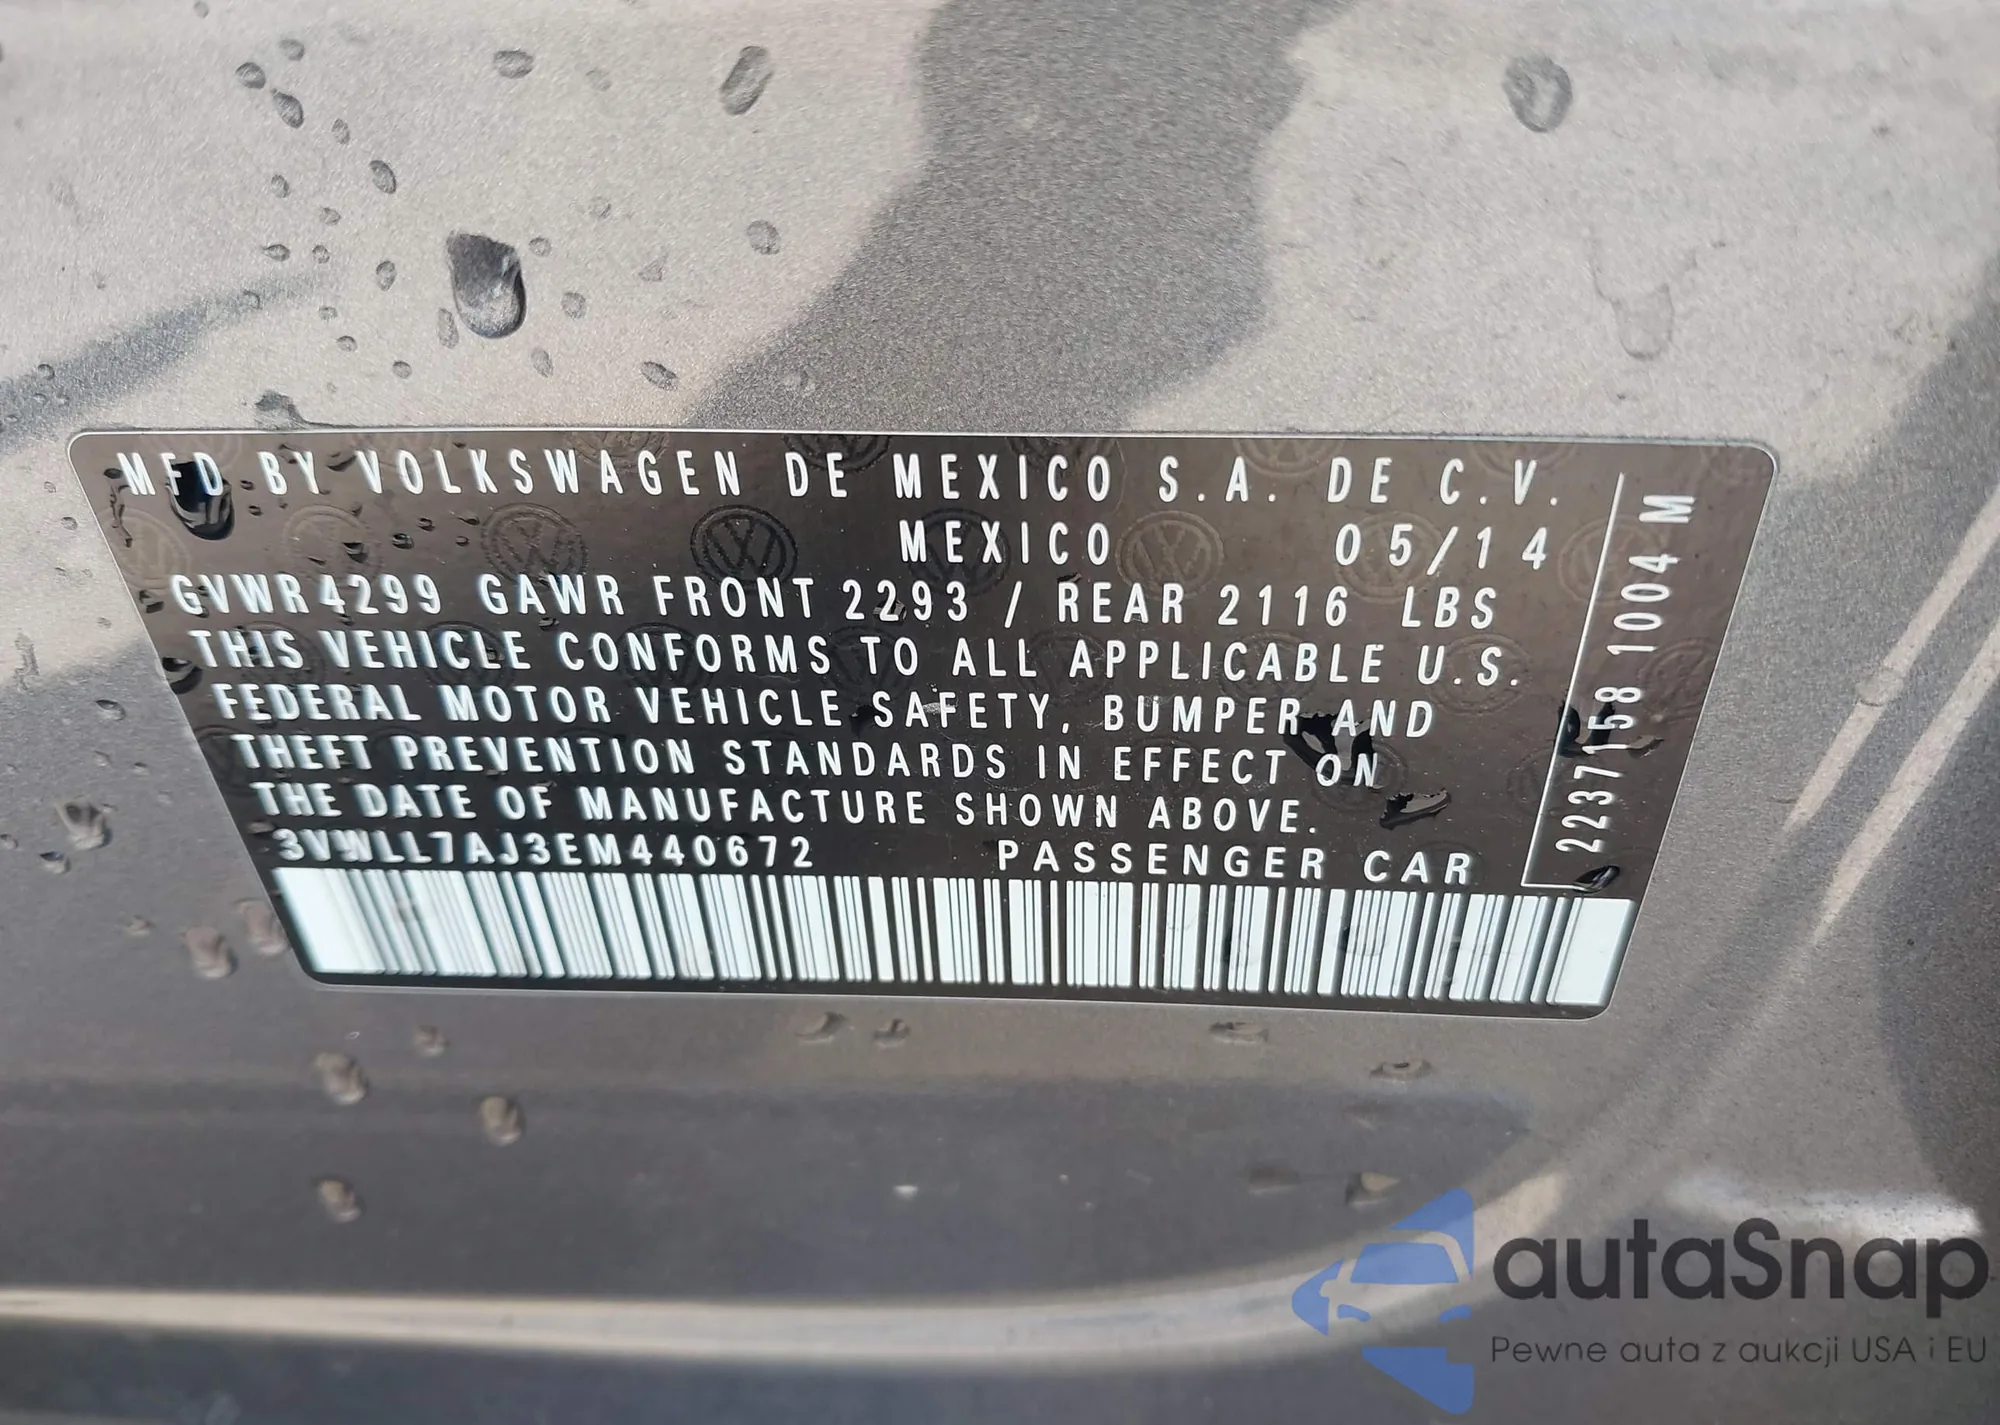 MFD BY VOLKSWAGEN DE MEXICO S.A. DE C.V.
MEXICO 05/14
GVWR 4299 GAWR FRONT 2293 / REAR 2116 LBS
THIS VEHICLE CONFORMS TO ALL APPLICABLE U.S.
FEDERAL MOTOR VEHICLE SAFETY, BUMPER AND
THEFT PREVENTION STANDARDS IN EFFECT ON
THE DATE OF MANUFACTURE SHOWN ABOVE.
3VWLL7AJ3EM440672 PASSENGER CAR
2237158 1004 M
autaSnap
Pewne auta z aukcji USA i EU